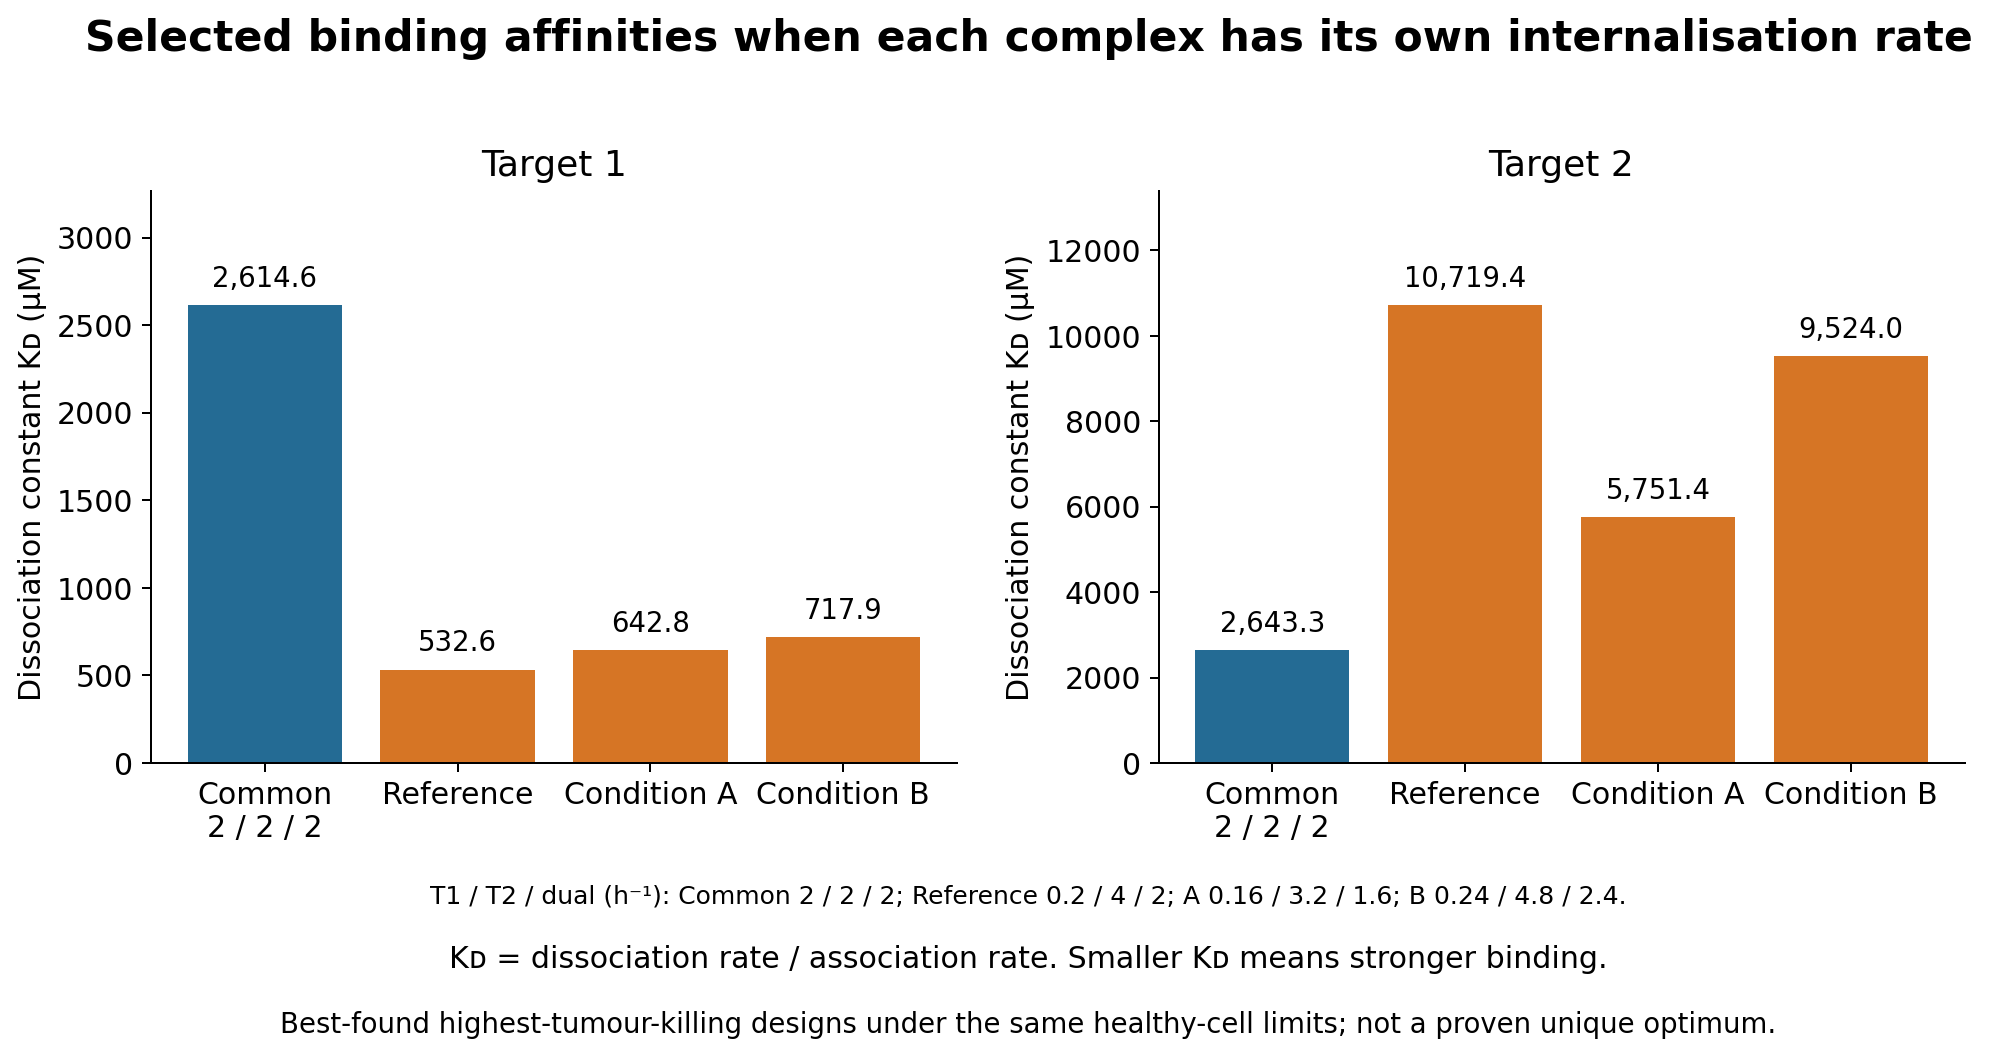 Selected binding affinities when each complex has its own internalisation rate
Target 1
Dissociation constant Kᴅ (µM)
3000
2500
2000
1500
1000
500
0
2,614.6
532.6
642.8
717.9
Common
2 / 2 / 2
Reference
Condition A
Condition B
Target 2
Dissociation constant Kᴅ (µM)
12000
10000
8000
6000
4000
2000
0
2,643.3
10,719.4
5,751.4
9,524.0
Common
2 / 2 / 2
Reference
Condition A
Condition B
T1 / T2 / dual (h⁻¹): Common 2 / 2 / 2; Reference 0.2 / 4 / 2; A 0.16 / 3.2 / 1.6; B 0.24 / 4.8 / 2.4.
Kᴅ = dissociation rate / association rate. Smaller Kᴅ means stronger binding.
Best-found highest-tumour-killing designs under the same healthy-cell limits; not a proven unique optimum.